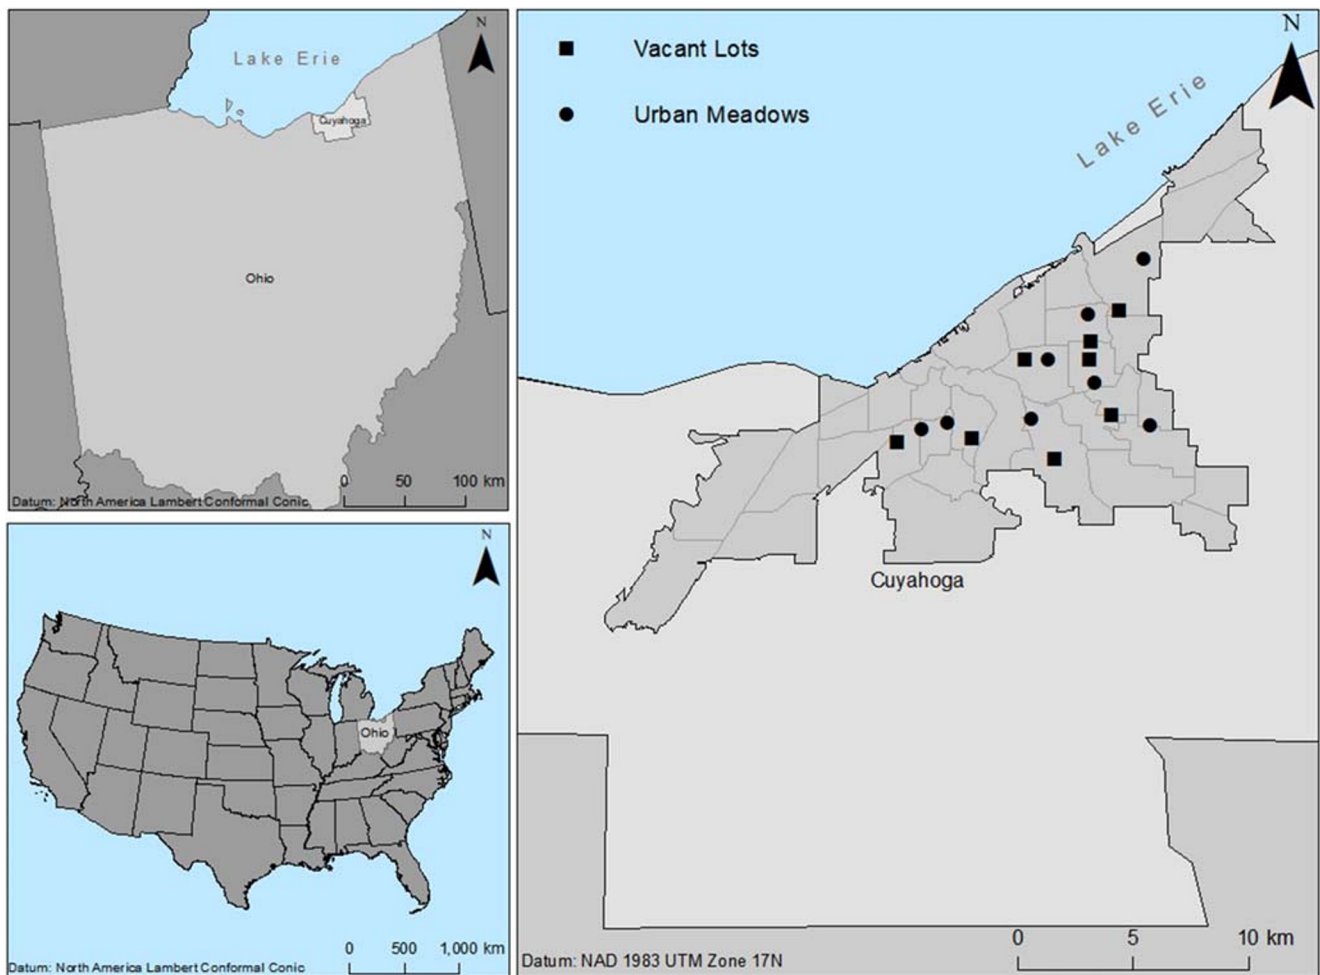 N
Lake Erie
Cuyahoga
Ohio
0 50 100 km
Datum: North America Lambert Conformal Conic
N
Ohio
0 500 1,000 km
Datum: North America Lambert Conformal Conic
N
Vacant Lots
Urban Meadows
Lake Erie
Cuyahoga
0 5 10 km
Datum: NAD 1983 UTM Zone 17N